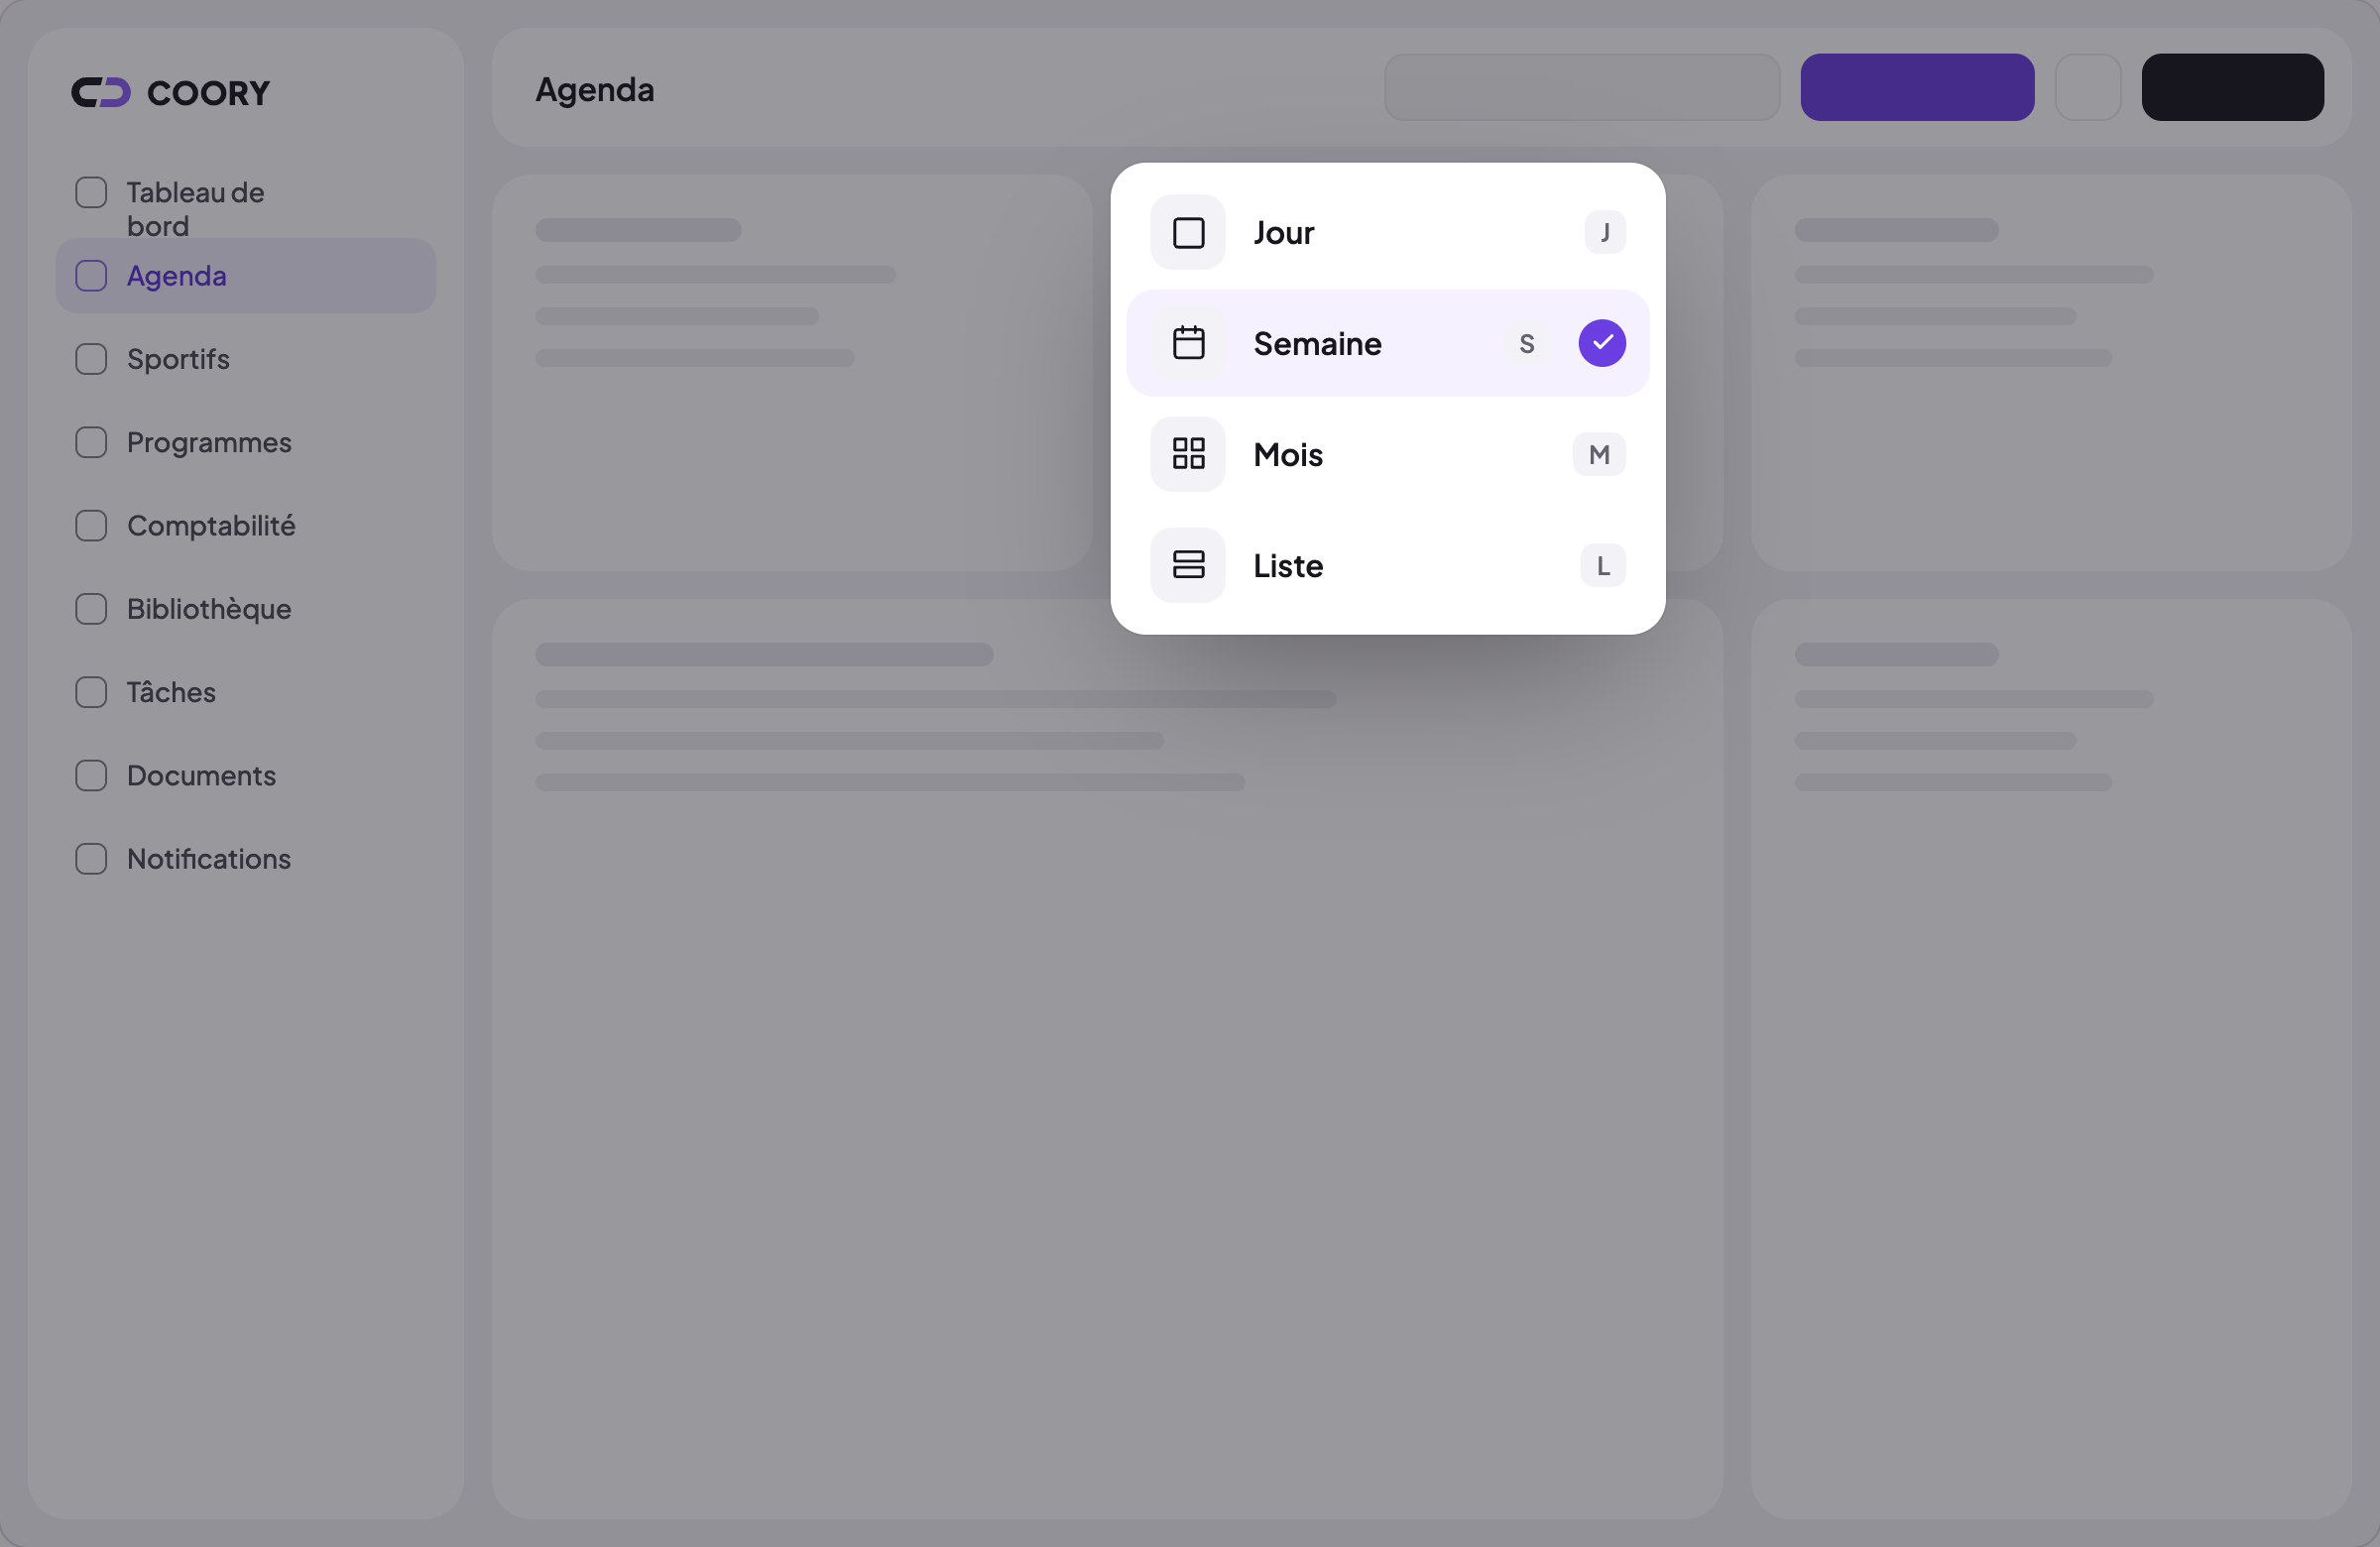 COORY
Tableau de
bord
Agenda
Sportifs
Programmes
Comptabilité
Bibliothèque
Tâches
Documents
Notifications
Agenda
Jour J
Semaine S
Mois M
Liste L